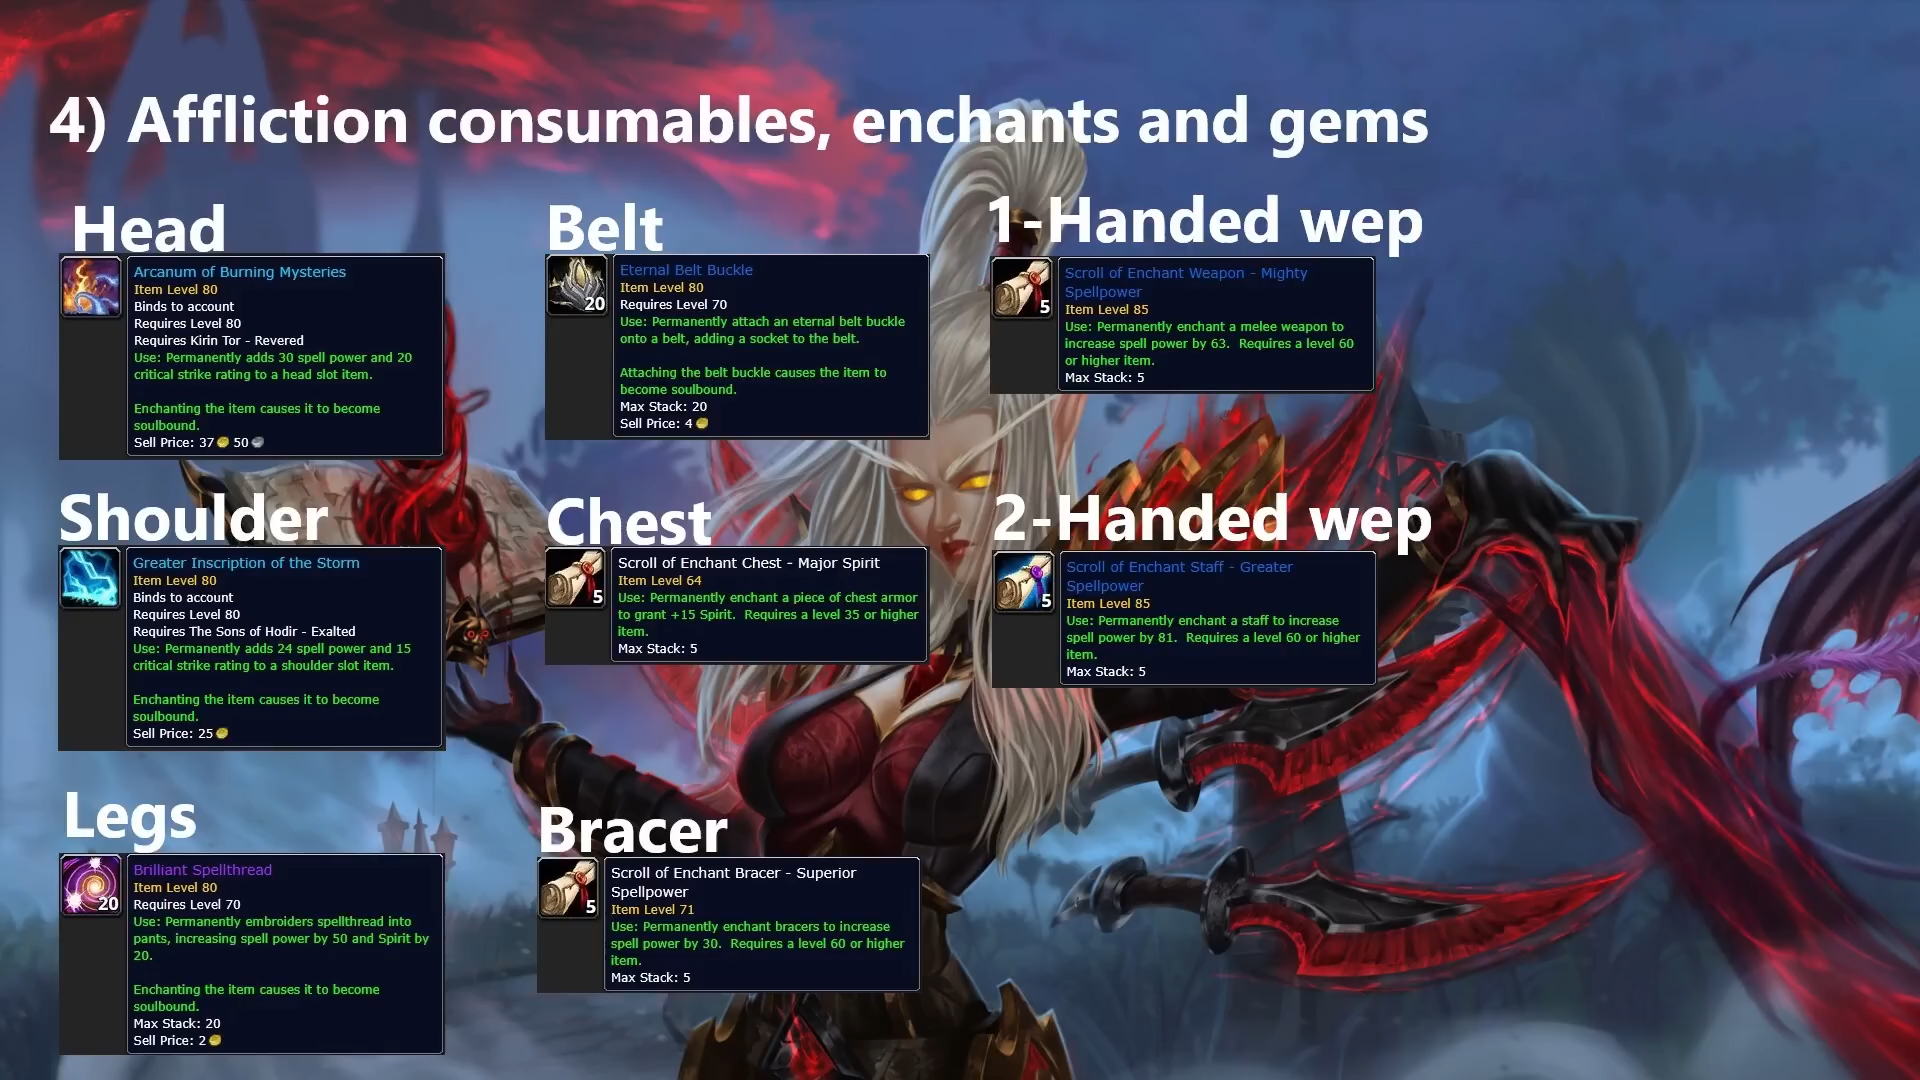 4) Affliction consumables, enchants and gems
Head
Arcanum of Burning Mysteries
Item Level 80
Binds to account
Requires Level 80
Requires Kirin Tor - Revered
Use: Permanently adds 30 spell power and 20
critical strike rating to a head slot item.
Enchanting the item causes it to become
soulbound.
Sell Price: 37 50
Shoulder
Greater Inscription of the Storm
Item Level 80
Binds to account
Requires Level 80
Requires The Sons of Hodir - Exalted
Use: Permanently adds 24 spell power and 15
critical strike rating to a shoulder slot item.
Enchanting the item causes it to become
soulbound.
Sell Price: 25
Legs
20
Brilliant Spellthread
Item Level 80
Requires Level 70
Use: Permanently embroiders spellthread into
pants, increasing spell power by 50 and Spirit by
20.
Enchanting the item causes it to become
soulbound.
Max Stack: 20
Sell Price: 2
Belt
20
Eternal Belt Buckle
Item Level 80
Requires Level 70
Use: Permanently attach an eternal belt buckle
onto a belt, adding a socket to the belt.
Attaching the belt buckle causes the item to
become soulbound.
Max Stack: 20
Sell Price: 4
Chest
5
Scroll of Enchant Chest - Major Spirit
Item Level 64
Use: Permanently enchant a piece of chest armor
to grant +15 Spirit. Requires a level 35 or higher
item.
Max Stack: 5
Bracer
5
Scroll of Enchant Bracer - Superior
Spellpower
Item Level 71
Use: Permanently enchant bracers to increase
spell power by 30. Requires a level 60 or higher
item.
Max Stack: 5
1-Handed wep
5
Scroll of Enchant Weapon - Mighty
Spellpower
Item Level 85
Use: Permanently enchant a melee weapon to
increase spell power by 63. Requires a level 60
or higher item.
Max Stack: 5
2-Handed wep
5
Scroll of Enchant Staff - Greater
Spellpower
Item Level 85
Use: Permanently enchant a staff to increase
spell power by 81. Requires a level 60 or higher
item.
Max Stack: 5